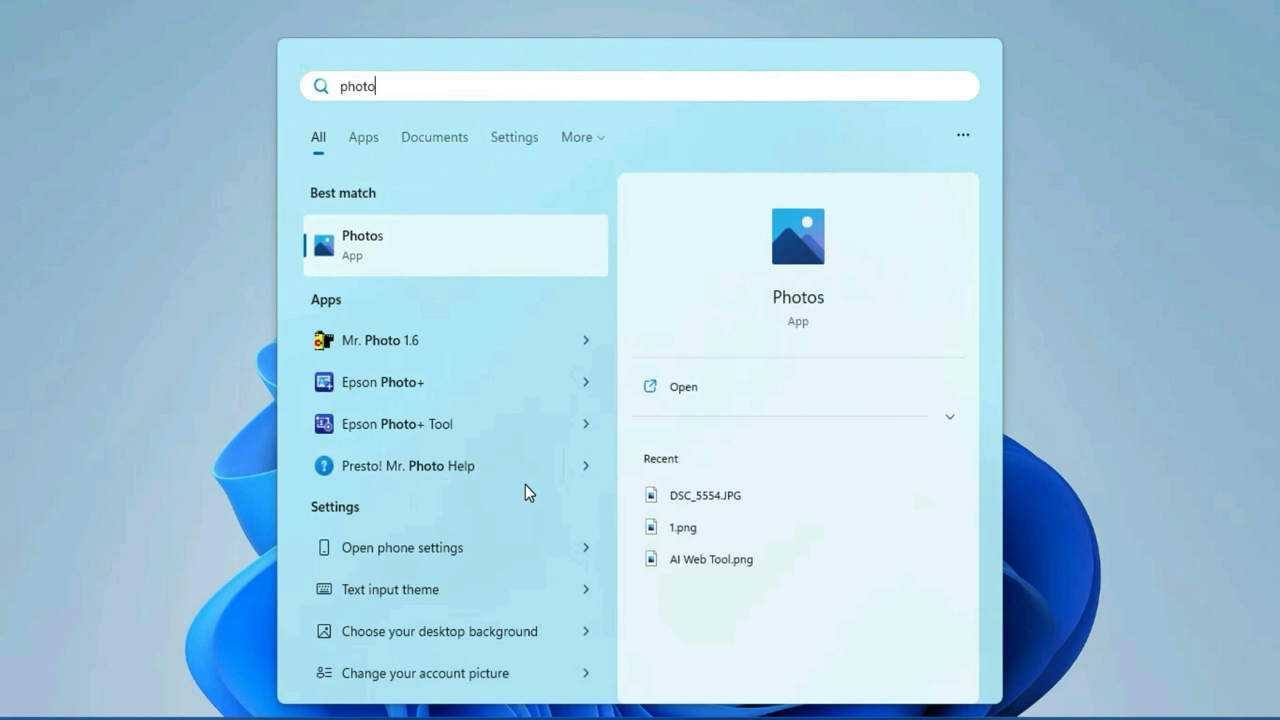 photo
All Apps Documents Settings More
Best match
Photos
App
Apps
Mr. Photo 1.6
Epson Photo+
Epson Photo+ Tool
Presto! Mr. Photo Help
Settings
Open phone settings
Text input theme
Choose your desktop background
Change your account picture
Photos
App
Open
Recent
DSC_5554.JPG
1.png
AI Web Tool.png